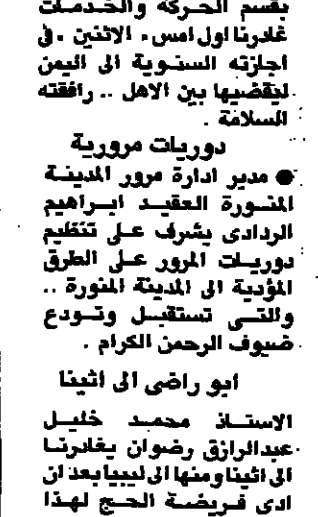 بقسم الحركة والخدمات
غادرنا اول امس، الاثنين، في
اجازته السنوية الى اليمن
ليقضيها بين الاهل .. رافقته
السلامة .
دوريات مرورية
● مدير ادارة مرور المدينة
المنورة العقيد ابراهيم
الردادى يشرف على تنظيم
دوريات المرور على الطرق
المؤدية الى المدينة المنورة ..
والتى تستقبل وتودع
ضيوف الرحمن الكرام .
ابو راضى الى اثينا
الاستاذ محمد خليل
عبدالرازق رضوان يغادرنا
الى اثينا ومنها الى ليبيا بعد ان
ادى فريضة الحج لهذا